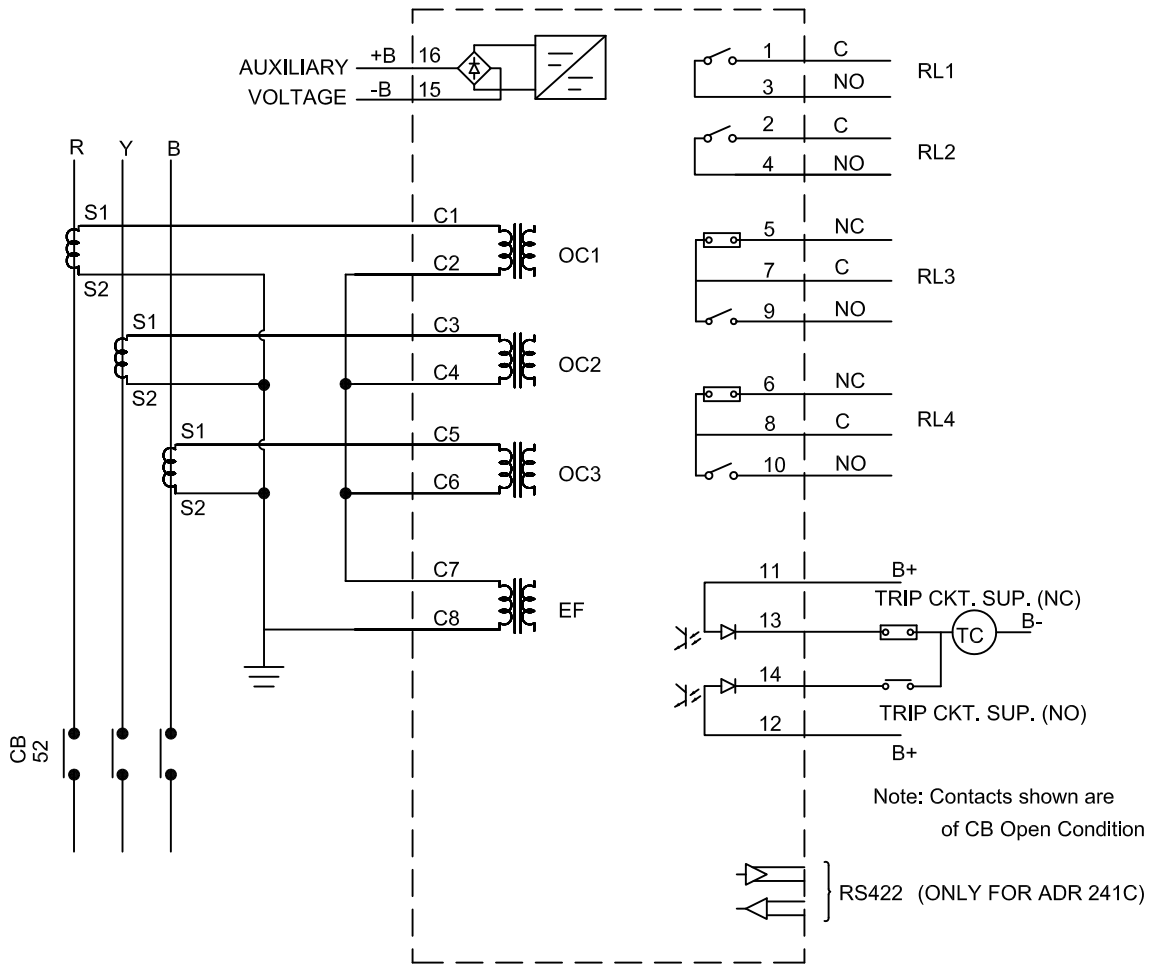 AUXILIARY +B 16
VOLTAGE -B 15
1 C
RL1
3 NO
2 C
RL2
4 NO
R Y B
S1 C1
OC1
S2 C2
S1 C3
OC2
S2 C4
S1 C5
OC3
S2 C6
C7
EF
C8
5 NC
7 C RL3
9 NO
6 NC
8 C RL4
10 NO
11 B+
TRIP CKT. SUP. (NC)
13 TC B-
14
TRIP CKT. SUP. (NO)
12
B+
CB
52
Note: Contacts shown are
of CB Open Condition
RS422 (ONLY FOR ADR 241C)